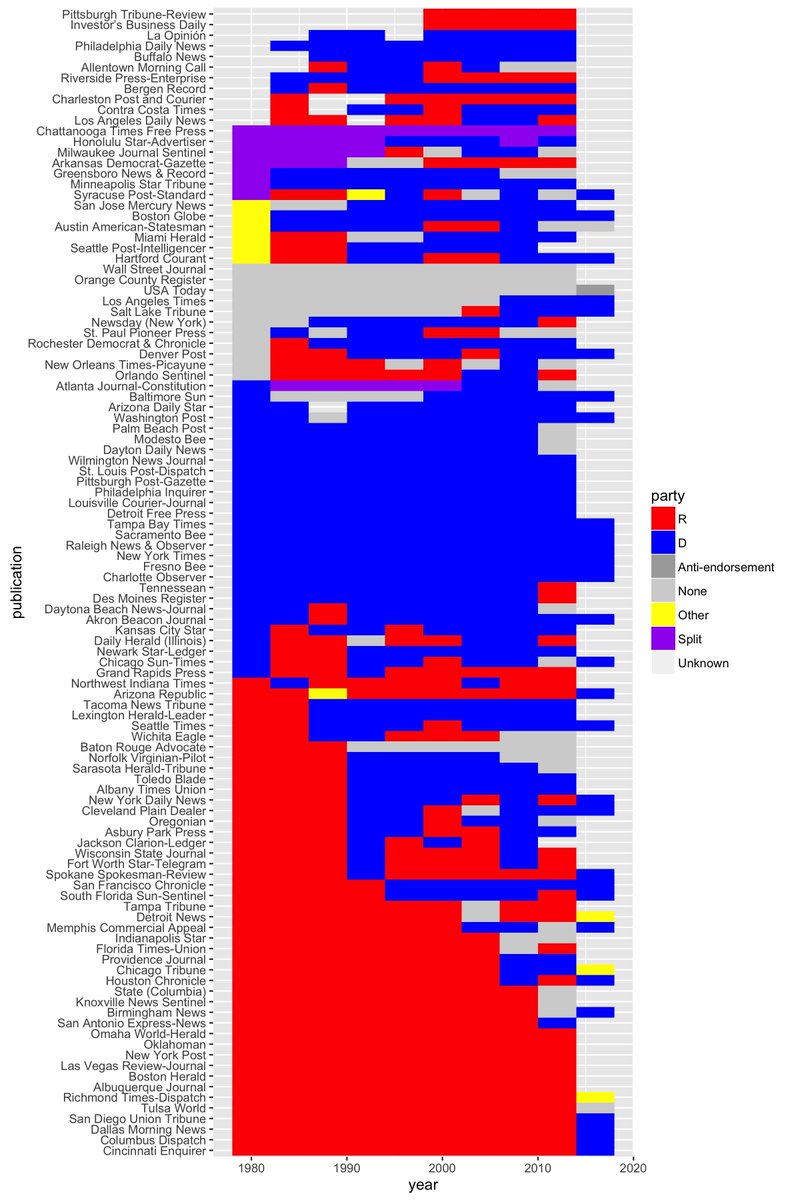 Pittsburgh Tribune-Review
Investor's Business Daily
La Opinión
Philadelphia Daily News
Buffalo News
Allentown Morning Call
Riverside Press-Enterprise
Bergen Record
Charleston Post and Courier
Contra Costa Times
Los Angeles Daily News
Chattanooga Times Free Press
Honolulu Star-Advertiser
Milwaukee Journal Sentinel
Arkansas Democrat-Gazette
Greensboro News & Record
Minneapolis Star Tribune
Syracuse Post-Standard
San Jose Mercury News
Boston Globe
Austin American-Statesman
Miami Herald
Seattle Post-Intelligencer
Hartford Courant
Wall Street Journal
Orange County Register
USA Today
Los Angeles Times
Salt Lake Tribune
Newsday (New York)
St. Paul Pioneer Press
Rochester Democrat & Chronicle
Denver Post
New Orleans Times-Picayune
Orlando Sentinel
Atlanta Journal-Constitution
Baltimore Sun
Arizona Daily Star
Washington Post
Palm Beach Post
Modesto Bee
Dayton Daily News
Wilmington News Journal
St. Louis Post-Dispatch
Pittsburgh Post-Gazette
Philadelphia Inquirer
Louisville Courier-Journal
Detroit Free Press
Tampa Bay Times
Sacramento Bee
Raleigh News & Observer
New York Times
Fresno Bee
Charlotte Observer
Tennessean
Des Moines Register
Daytona Beach News-Journal
Akron Beacon Journal
Kansas City Star
Daily Herald (Illinois)
Newark Star-Ledger
Chicago Sun-Times
Grand Rapids Press
Northwest Indiana Times
Arizona Republic
Tacoma News Tribune
Lexington Herald-Leader
Seattle Times
Wichita Eagle
Baton Rouge Advocate
Norfolk Virginian-Pilot
Sarasota Herald-Tribune
Toledo Blade
Albany Times Union
New York Daily News
Cleveland Plain Dealer
Oregonian
Asbury Park Press
Jackson Clarion-Ledger
Wisconsin State Journal
Fort Worth Star-Telegram
Spokane Spokesman-Review
San Francisco Chronicle
South Florida Sun-Sentinel
Tampa Tribune
Detroit News
Memphis Commercial Appeal
Indianapolis Star
Florida Times-Union
Providence Journal
Chicago Tribune
Houston Chronicle
State (Columbia)
Knoxville News Sentinel
Birmingham News
San Antonio Express-News
Omaha World-Herald
Oklahoman
New York Post
Las Vegas Review-Journal
Boston Herald
Albuquerque Journal
Richmond Times-Dispatch
Tulsa World
San Diego Union Tribune
Dallas Morning News
Columbus Dispatch
Cincinnati Enquirer
publication
1980 1990 2000 2010 2020
year
party
R
D
Anti-endorsement
None
Other
Split
Unknown